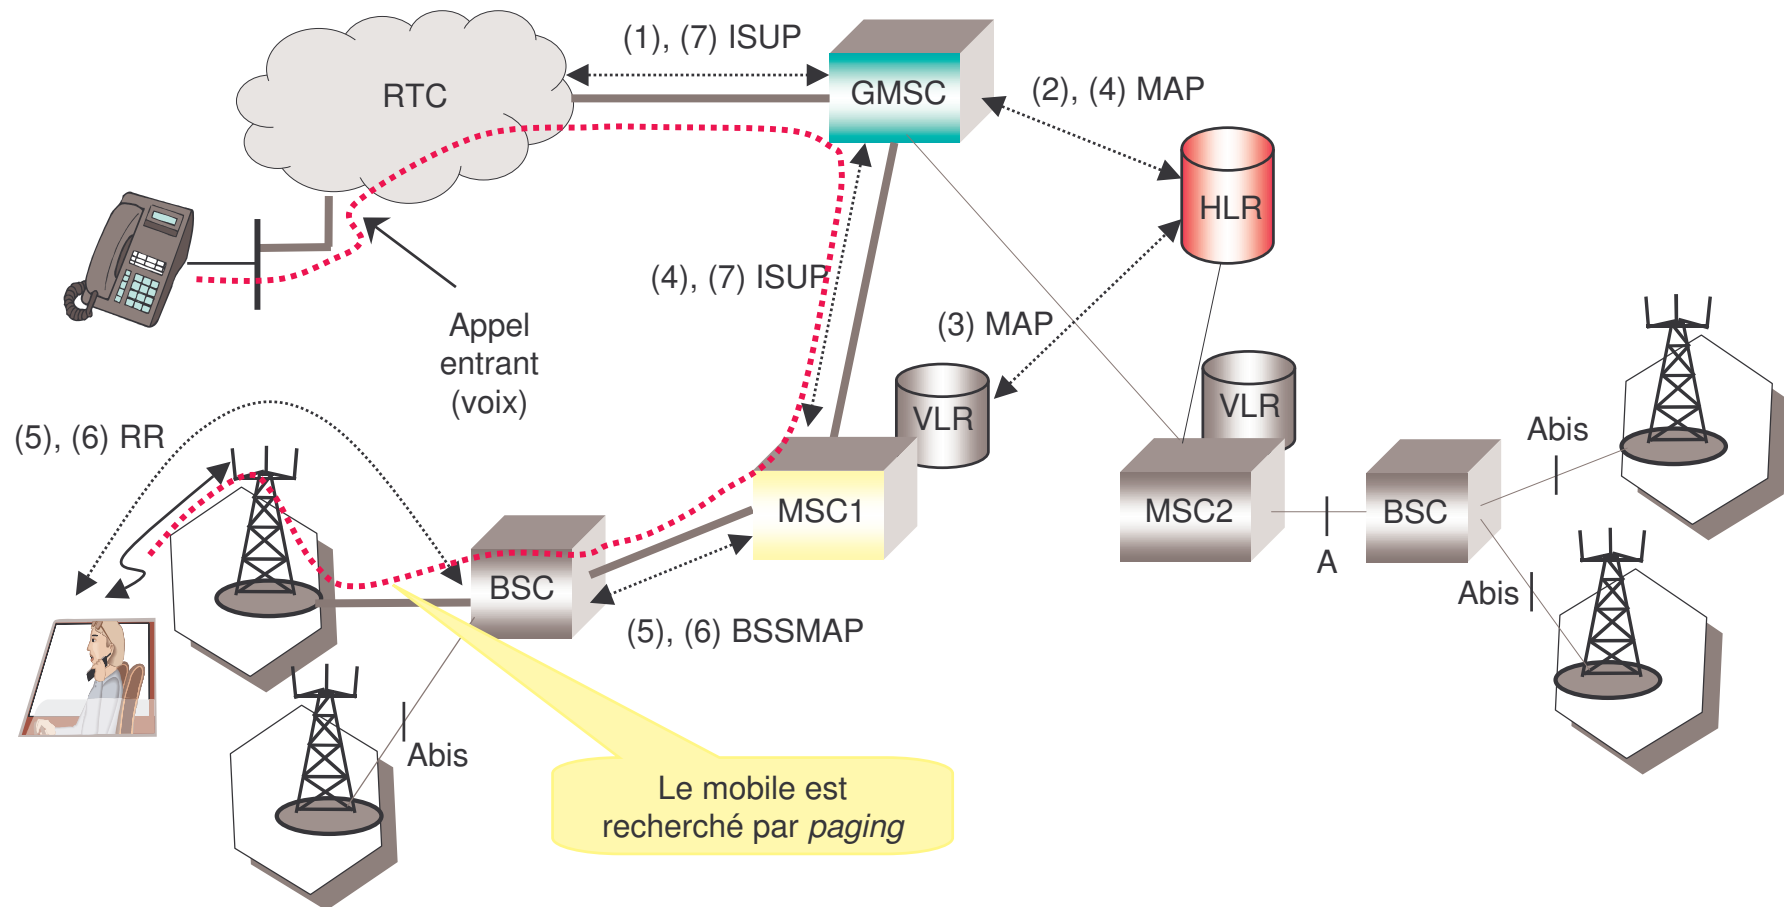 (1), (7) ISUP
RTC
GMSC
(2), (4) MAP
HLR
(4), (7) ISUP
(3) MAP
Appel
entrant
(voix)
VLR
VLR
(5), (6) RR
Abis
MSC1
MSC2
BSC
A
BSC
Abis
(5), (6) BSSMAP
Abis
Le mobile est
recherché par paging